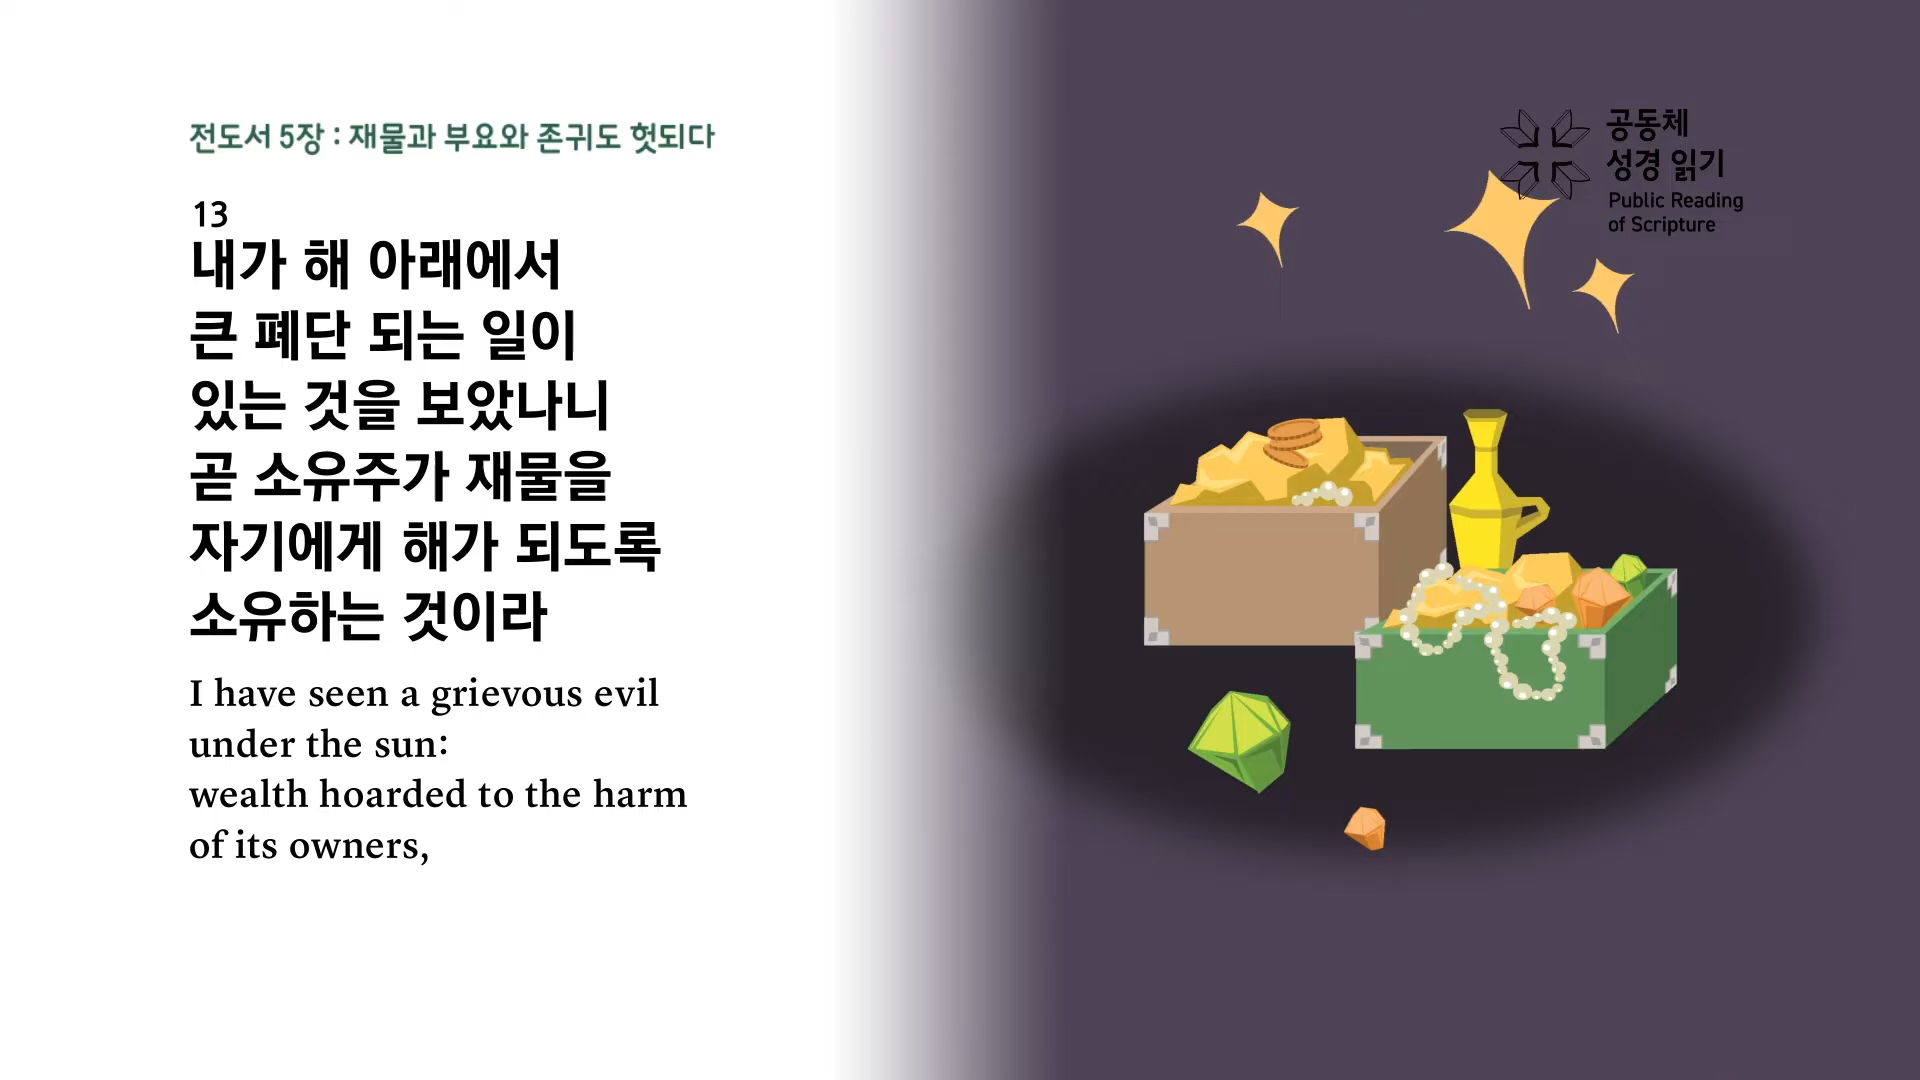 전도서 5장 : 재물과 부요와 존귀도 헛되다
13
내가 해 아래에서
큰 폐단 되는 일이
있는 것을 보았나니
곧 소유주가 재물을
자기에게 해가 되도록
소유하는 것이라
I have seen a grievous evil
under the sun:
wealth hoarded to the harm
of its owners,
공동체
성경 읽기
Public Reading
of Scripture